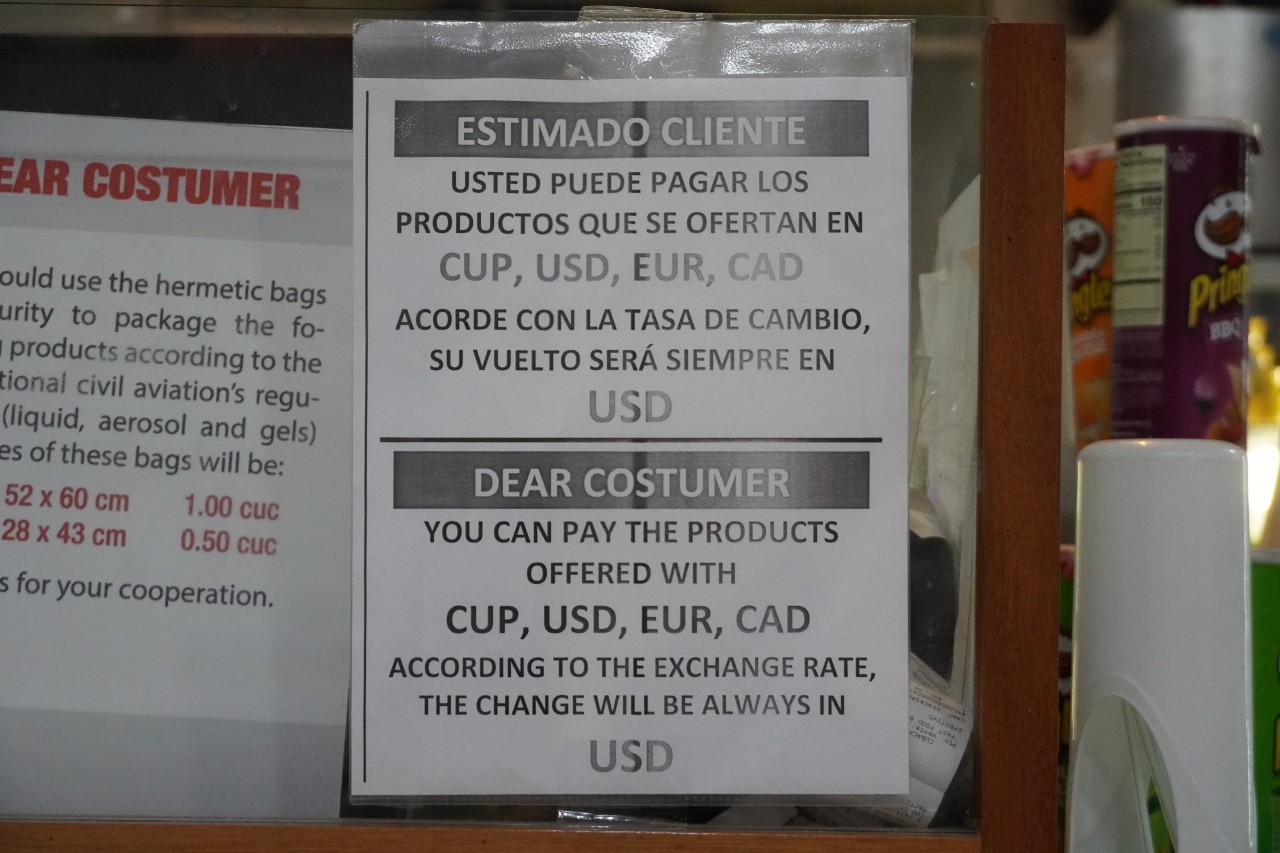 EAR COSTUMER
ould use the hermetic bags
urity to package the fo-
products according to the
tional civil aviation's regu-
(liquid, aerosol and gels)
es of these bags will be:
52 x 60 cm 1.00 cuc
28 x 43 cm 0.50 cuc
s for your cooperation.
ESTIMADO CLIENTE
USTED PUEDE PAGAR LOS
PRODUCTOS QUE SE OFERTAN EN
CUP, USD, EUR, CAD
ACORDE CON LA TASA DE CAMBIO,
SU VUELTO SERÁ SIEMPRE EN
USD
DEAR COSTUMER
YOU CAN PAY THE PRODUCTS
OFFERED WITH
CUP, USD, EUR, CAD
ACCORDING TO THE EXCHANGE RATE,
THE CHANGE WILL BE ALWAYS IN
USD
ngle
150
Pring
BBQ